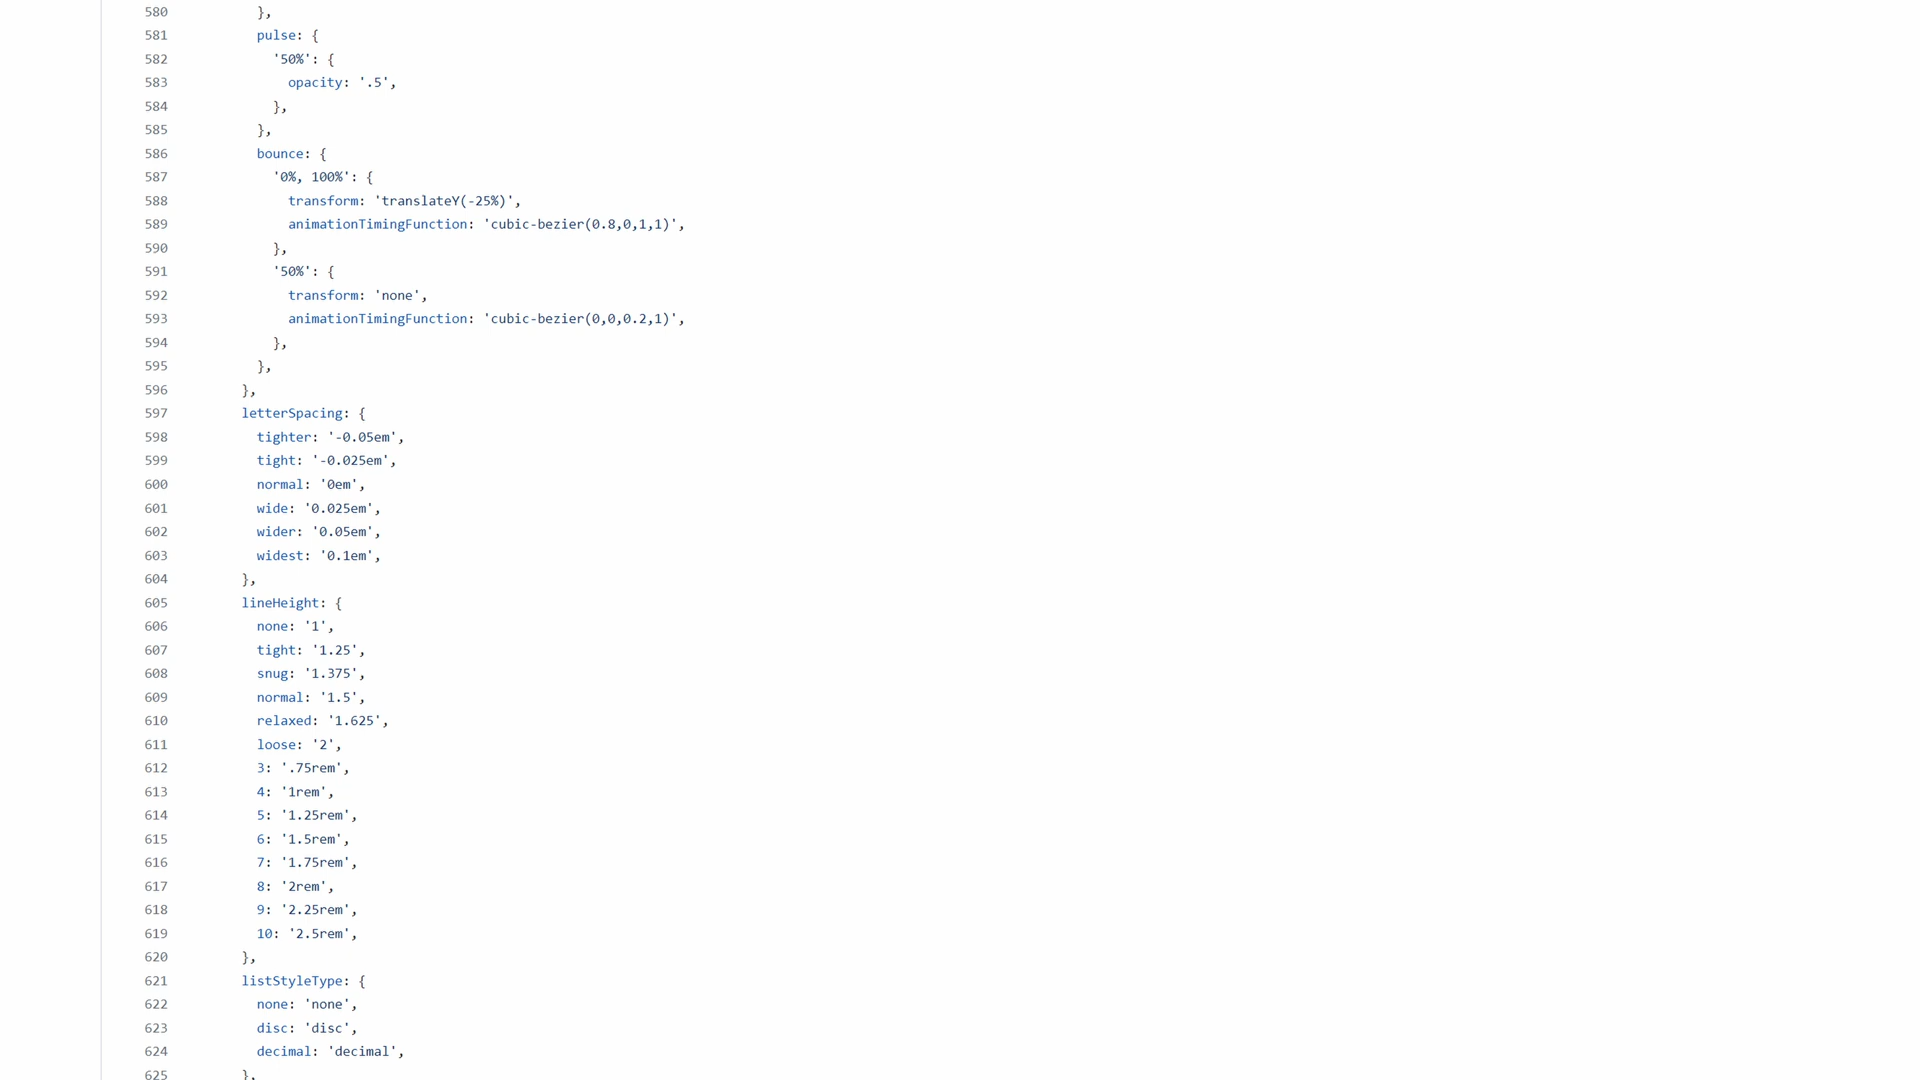 580 },
581 pulse: {
582 '50%': {
583 opacity: '.5',
584 },
585 },
586 bounce: {
587 '0%, 100%': {
588 transform: 'translateY(-25%)',
589 animationTimingFunction: 'cubic-bezier(0.8,0,1,1)',
590 },
591 '50%': {
592 transform: 'none',
593 animationTimingFunction: 'cubic-bezier(0,0,0.2,1)',
594 },
595 },
596 },
597 letterSpacing: {
598 tighter: '-0.05em',
599 tight: '-0.025em',
600 normal: '0em',
601 wide: '0.025em',
602 wider: '0.05em',
603 widest: '0.1em',
604 },
605 lineHeight: {
606 none: '1',
607 tight: '1.25',
608 snug: '1.375',
609 normal: '1.5',
610 relaxed: '1.625',
611 loose: '2',
612 3: '.75rem',
613 4: '1rem',
614 5: '1.25rem',
615 6: '1.5rem',
616 7: '1.75rem',
617 8: '2rem',
618 9: '2.25rem',
619 10: '2.5rem',
620 },
621 listStyleType: {
622 none: 'none',
623 disc: 'disc',
624 decimal: 'decimal',
625 },